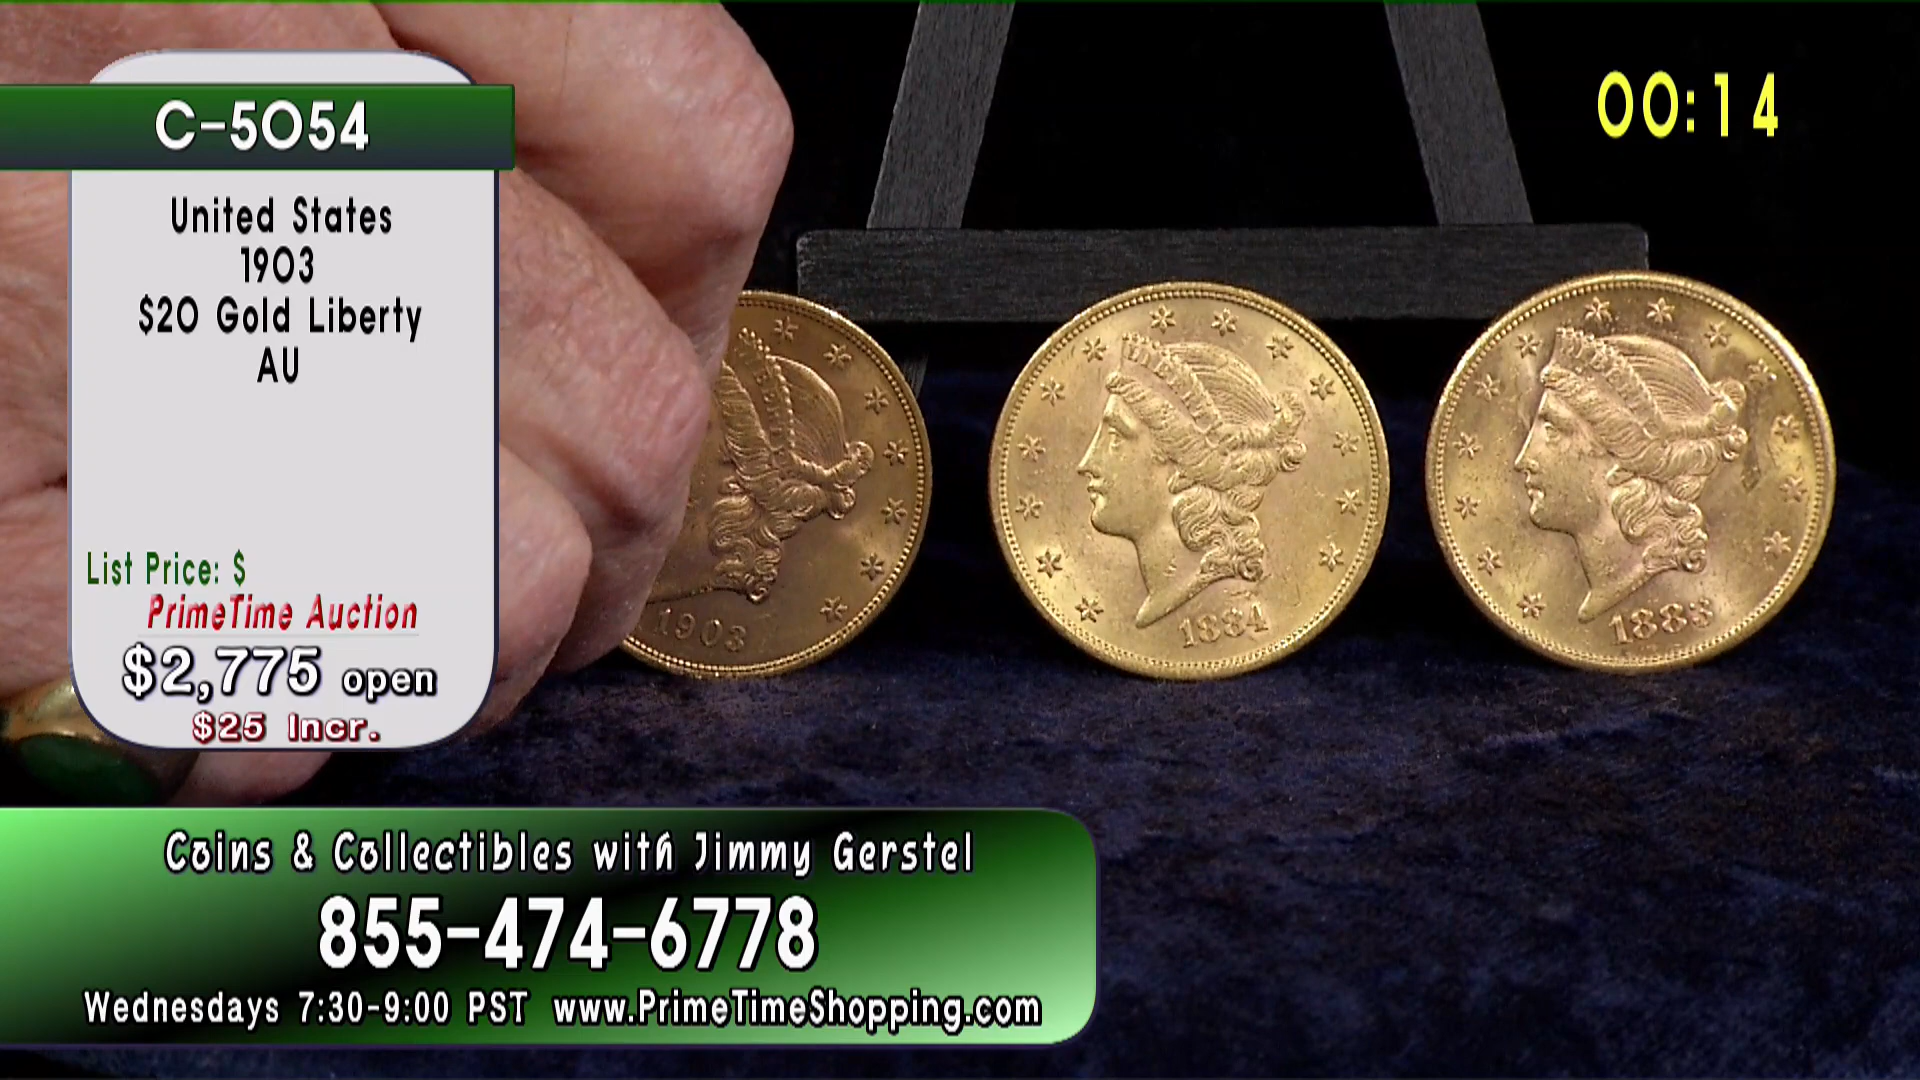 C-5054
United States
1903
$20 Gold Liberty
AU
List Price: $
PrimeTime Auction
$2,775 open
$25 Incr.
00:14
1903
LIBERTY
1884
LIBERTY
1883
Coins & Collectibles with Jimmy Gerstel
855-474-6778
Wednesdays 7:30-9:00 PST www.PrimeTimeShopping.com